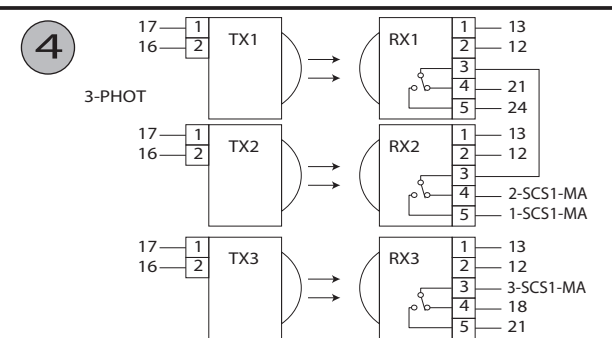 4
3-PHOT
17 1 TX1 RX1 1 13
16 2 2 12
3
4 21
5 24
17 1 TX2 RX2 1 13
16 2 2 12
3
4 2-SCS1-MA
5 1-SCS1-MA
17 1 TX3 RX3 1 13
16 2 2 12
3 3-SCS1-MA
4 18
5 21